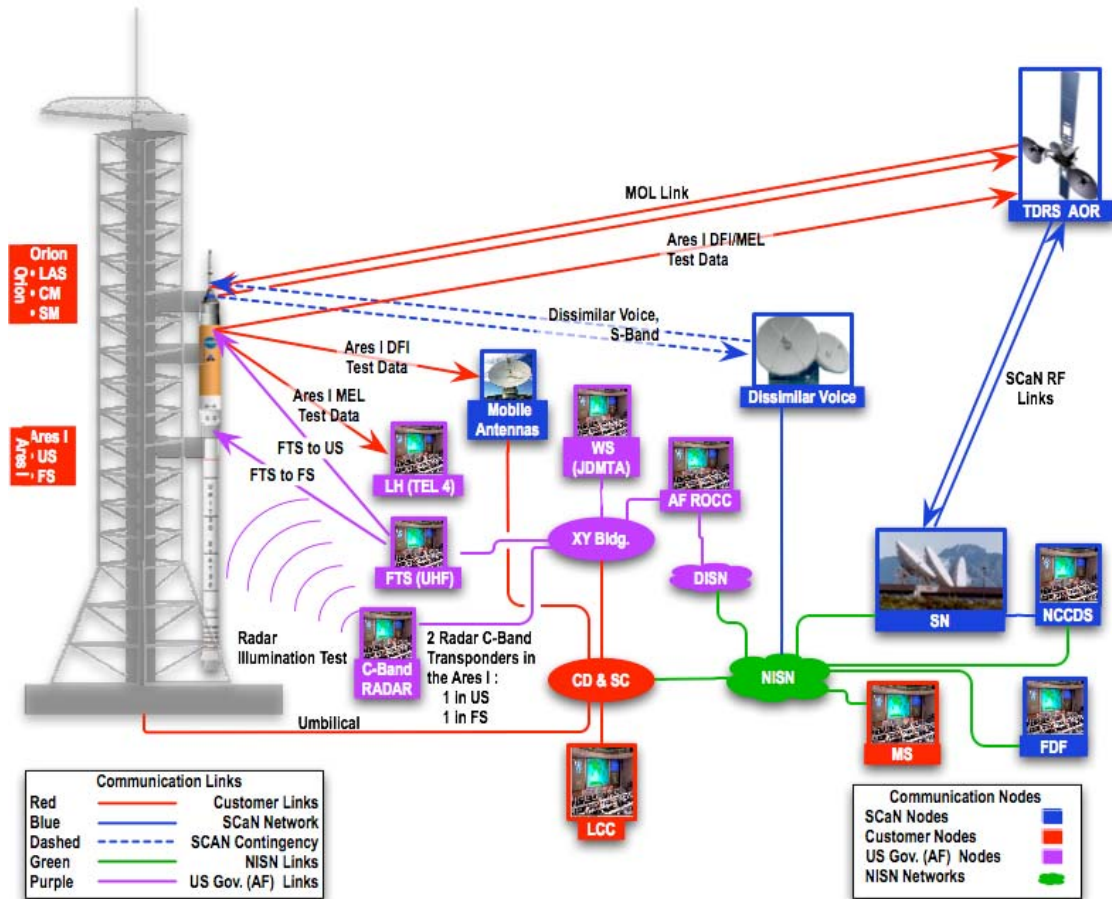 MOL Link
TDRS AOR
Ares I DFI/MEL
Test Data
Orion
• LAS
• CM
• SM
Orion
Dissimilar Voice,
S-Band
SCaN RF
Links
Ares I DFI
Test Data
Ares I MEL
Test Data
Mobile
Antennas
Dissimilar Voice
FTS to US
FTS to FS
Ares I
• US
• FS
Ares I
LH (TEL 4)
WS
(JDMTA)
AF ROCC
XY Bldg.
FTS (UHF)
DISN
SN
NCCDS
UNITED STATES
Radar
Illumination Test
C-Band
RADAR
2 Radar C-Band
Transponders in
the Ares I :
1 in US
1 in FS
CD & SC
NISN
Umbilical
MS
FDF
LCC
Communication Links
Red Customer Links
Blue SCaN Network
Dashed SCAN Contingency
Green NISN Links
Purple US Gov. (AF) Links
Communication Nodes
SCaN Nodes
Customer Nodes
US Gov. (AF) Nodes
NISN Networks